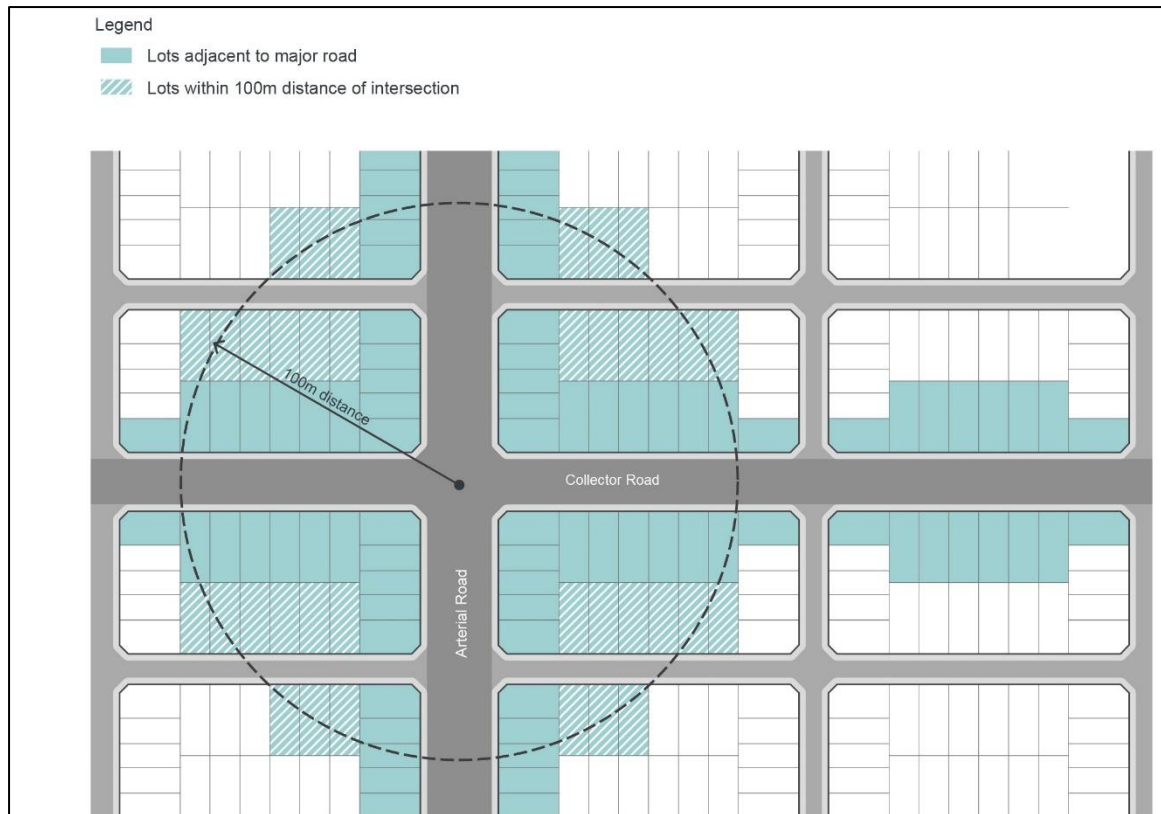 Legend
Lots adjacent to major road
Lots within 100m distance of intersection
100m distance
Collector Road
Arterial Road